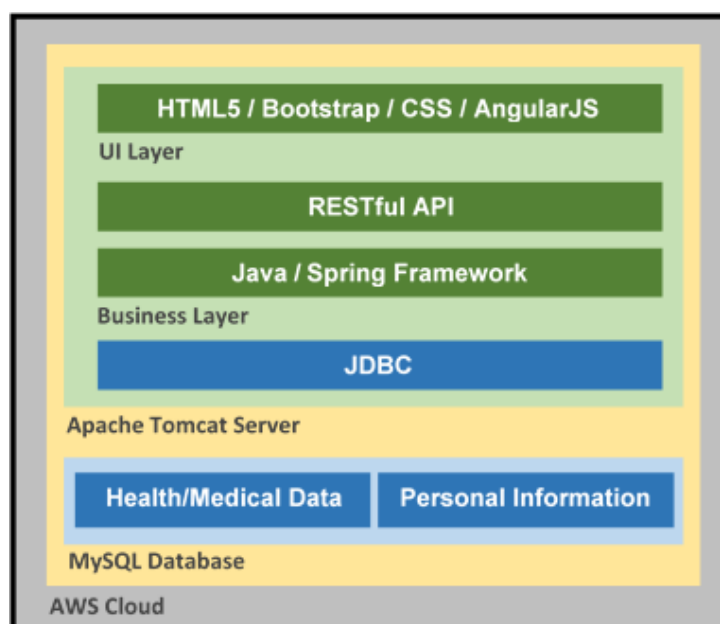 HTML5 / Bootstrap / CSS / AngularJS
UI Layer
RESTful API
Java / Spring Framework
Business Layer
JDBC
Apache Tomcat Server
Health/Medical Data
Personal Information
MySQL Database
AWS Cloud